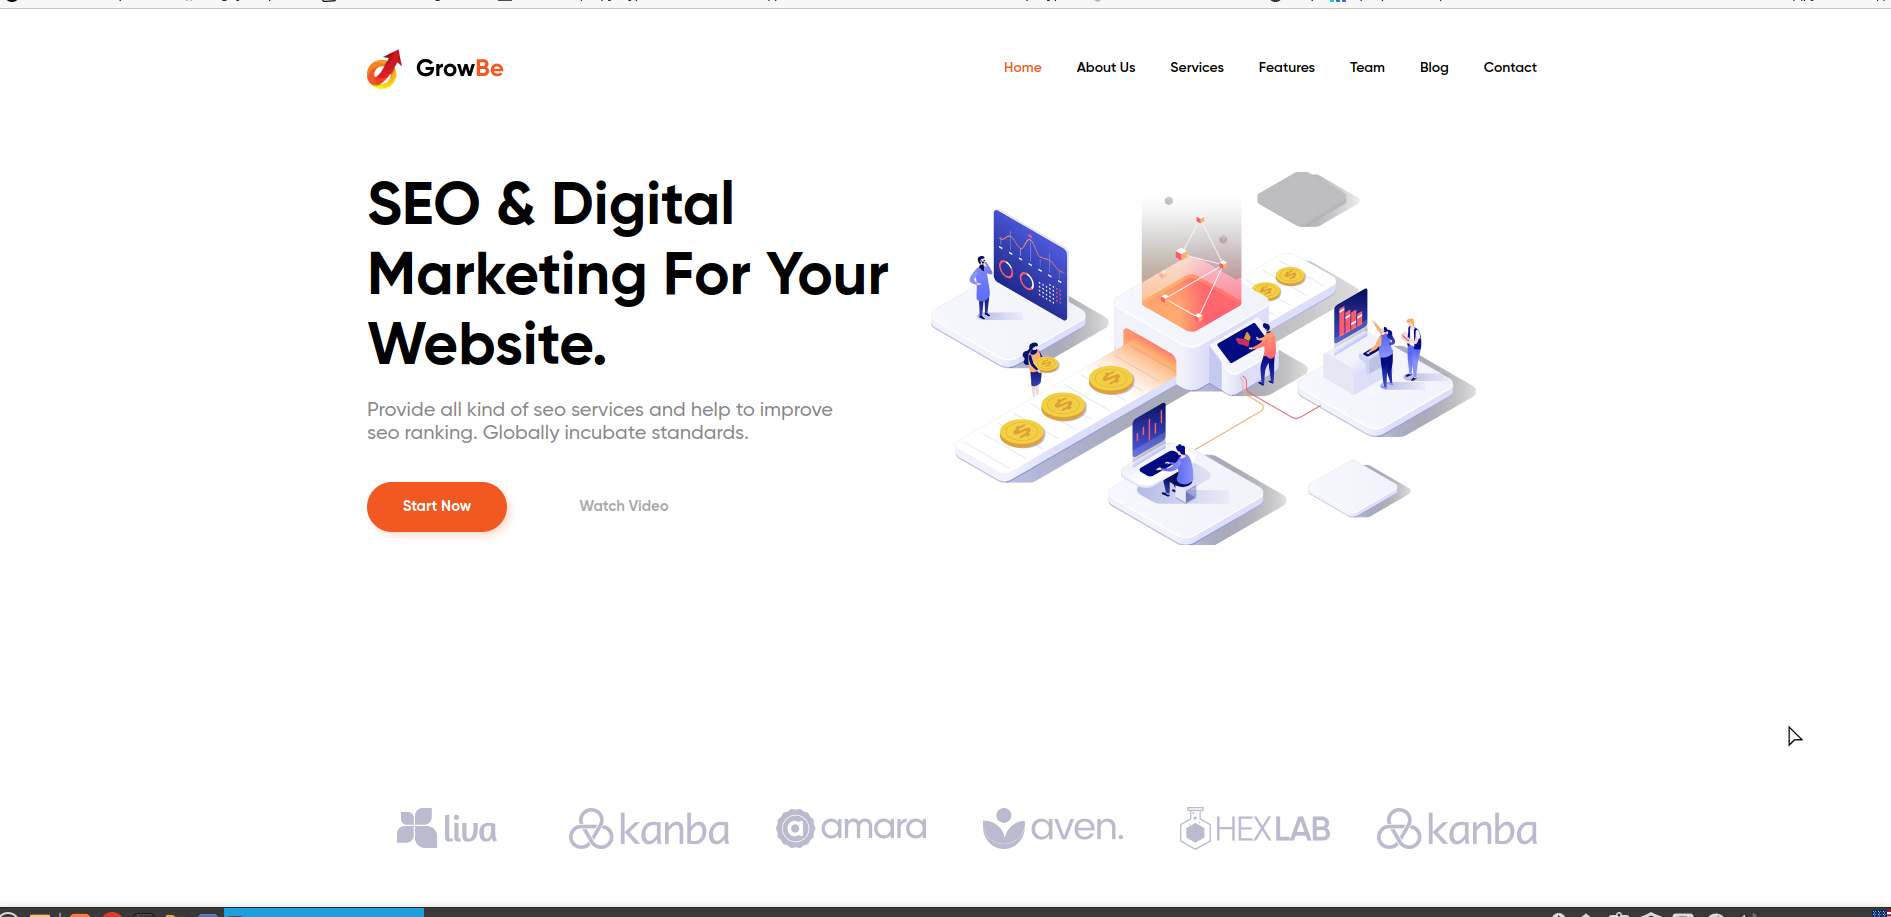 GrowBe
Home
About Us
Services
Features
Team
Blog
Contact
SEO & Digital
Marketing For Your
Website.
Provide all kind of seo services and help to improve
seo ranking. Globally incubate standards.
Start Now
Watch Video
liva
kanba
amara
aven.
HEXLAB
kanba